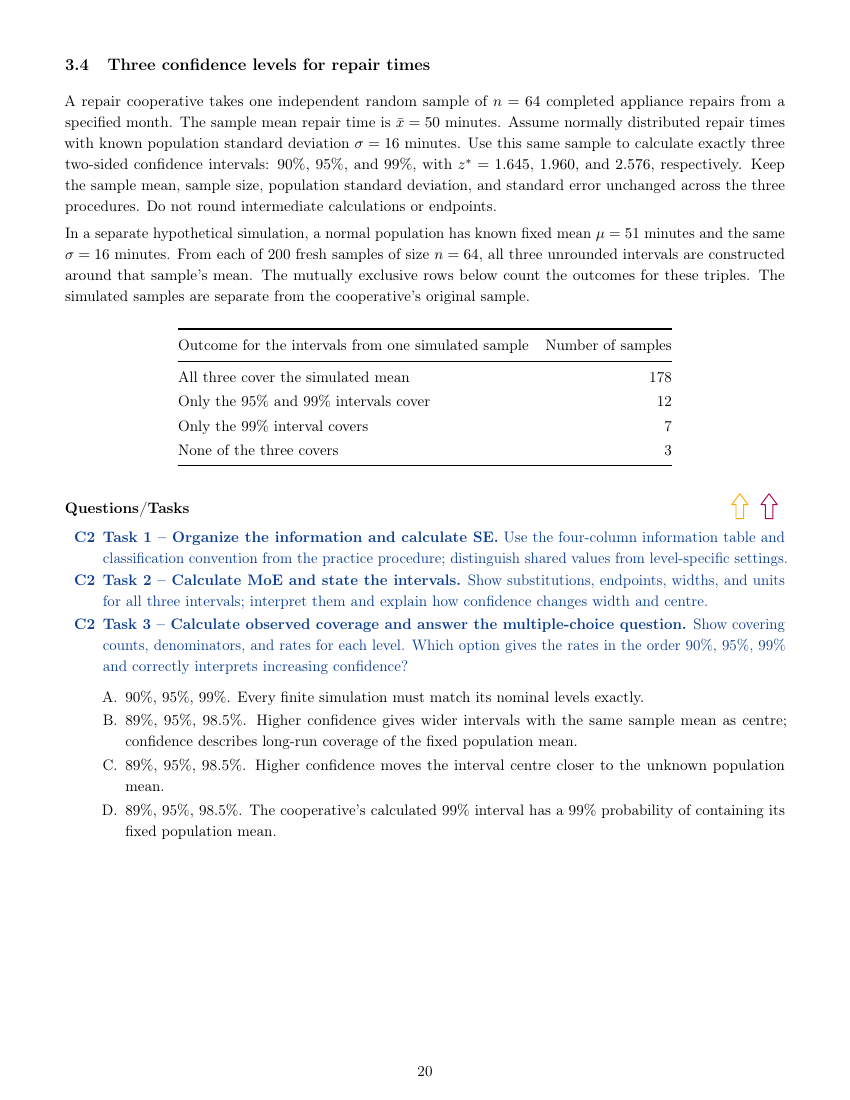 3.4 Three confidence levels for repair times
A repair cooperative takes one independent random sample of n = 64 completed appliance repairs from a
specified month. The sample mean repair time is x̄ = 50 minutes. Assume normally distributed repair times
with known population standard deviation σ = 16 minutes. Use this same sample to calculate exactly three
two-sided confidence intervals: 90%, 95%, and 99%, with z* = 1.645, 1.960, and 2.576, respectively. Keep
the sample mean, sample size, population standard deviation, and standard error unchanged across the three
procedures. Do not round intermediate calculations or endpoints.
In a separate hypothetical simulation, a normal population has known fixed mean μ = 51 minutes and the same
σ = 16 minutes. From each of 200 fresh samples of size n = 64, all three unrounded intervals are constructed
around that sample's mean. The mutually exclusive rows below count the outcomes for these triples. The
simulated samples are separate from the cooperative's original sample.
Outcome for the intervals from one simulated sample Number of samples
All three cover the simulated mean 178
Only the 95% and 99% intervals cover 12
Only the 99% interval covers 7
None of the three covers 3
Questions/Tasks
C2 Task 1 – Organize the information and calculate SE. Use the four-column information table and
classification convention from the practice procedure; distinguish shared values from level-specific settings.
C2 Task 2 – Calculate MoE and state the intervals. Show substitutions, endpoints, widths, and units
for all three intervals; interpret them and explain how confidence changes width and centre.
C2 Task 3 – Calculate observed coverage and answer the multiple-choice question. Show covering
counts, denominators, and rates for each level. Which option gives the rates in the order 90%, 95%, 99%
and correctly interprets increasing confidence?
A. 90%, 95%, 99%. Every finite simulation must match its nominal levels exactly.
B. 89%, 95%, 98.5%. Higher confidence gives wider intervals with the same sample mean as centre;
confidence describes long-run coverage of the fixed population mean.
C. 89%, 95%, 98.5%. Higher confidence moves the interval centre closer to the unknown population
mean.
D. 89%, 95%, 98.5%. The cooperative's calculated 99% interval has a 99% probability of containing its
fixed population mean.
20